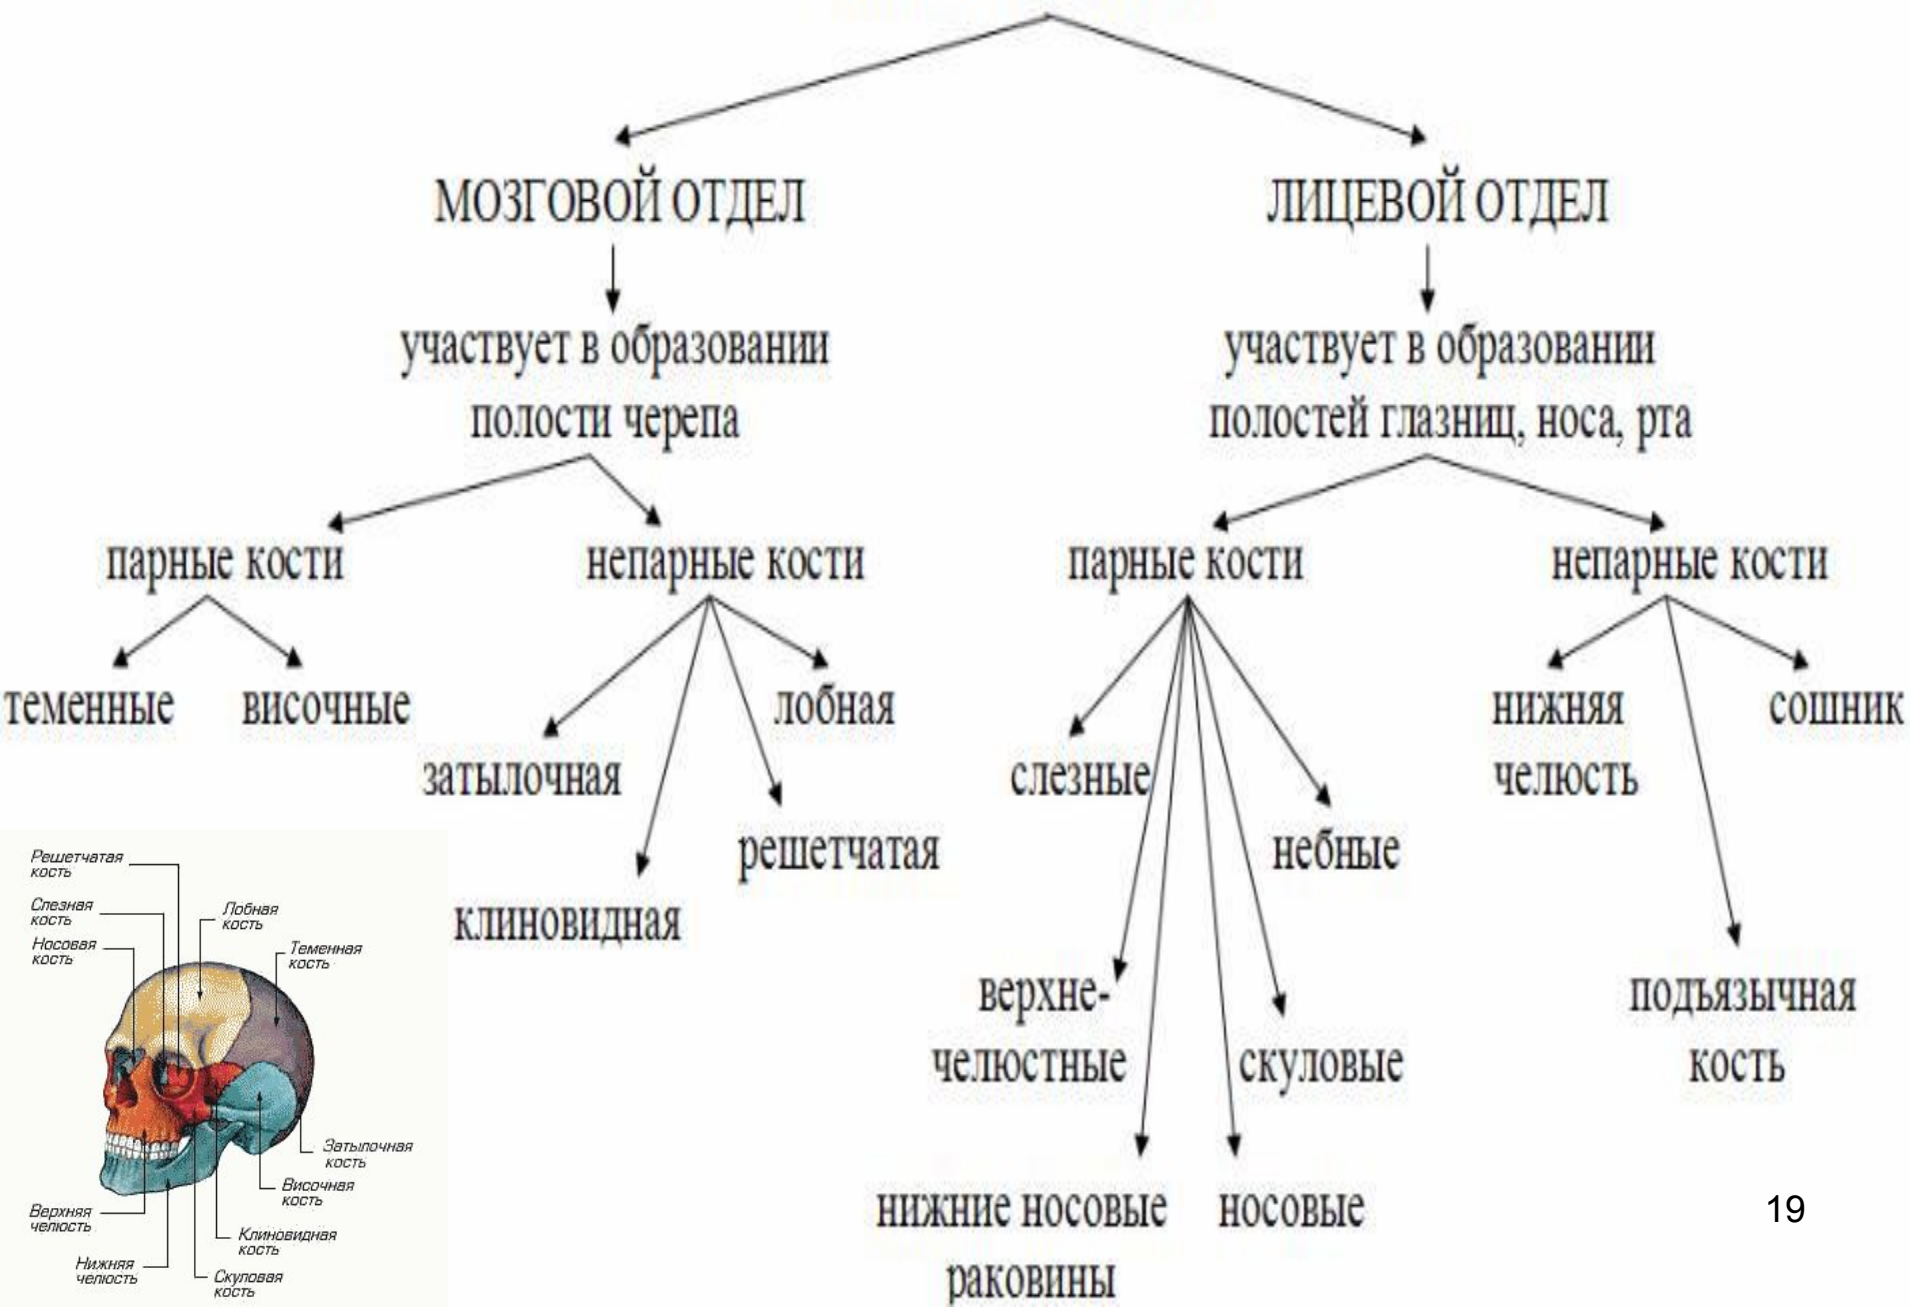 МОЗГОВОЙ ОТДЕЛ
ЛИЦЕВОЙ ОТДЕЛ
участвует в образовании
полости черепа
участвует в образовании
полостей глазниц, носа, рта
парные кости
непарные кости
парные кости
непарные кости
теменные
височные
лобная
затылочная
решетчатая
клиновидная
слезные
небные
верхне-
челюстные
скуловые
нижние носовые
раковины
носовые
нижняя
челюсть
сошник
подъязычная
кость
Решетчатая
кость
Слезная
кость
Носовая
кость
Лобная
кость
Теменная
кость
Затылочная
кость
Височная
кость
Клиновидная
кость
Скуловая
кость
Верхняя
челюсть
Нижняя
челюсть
19